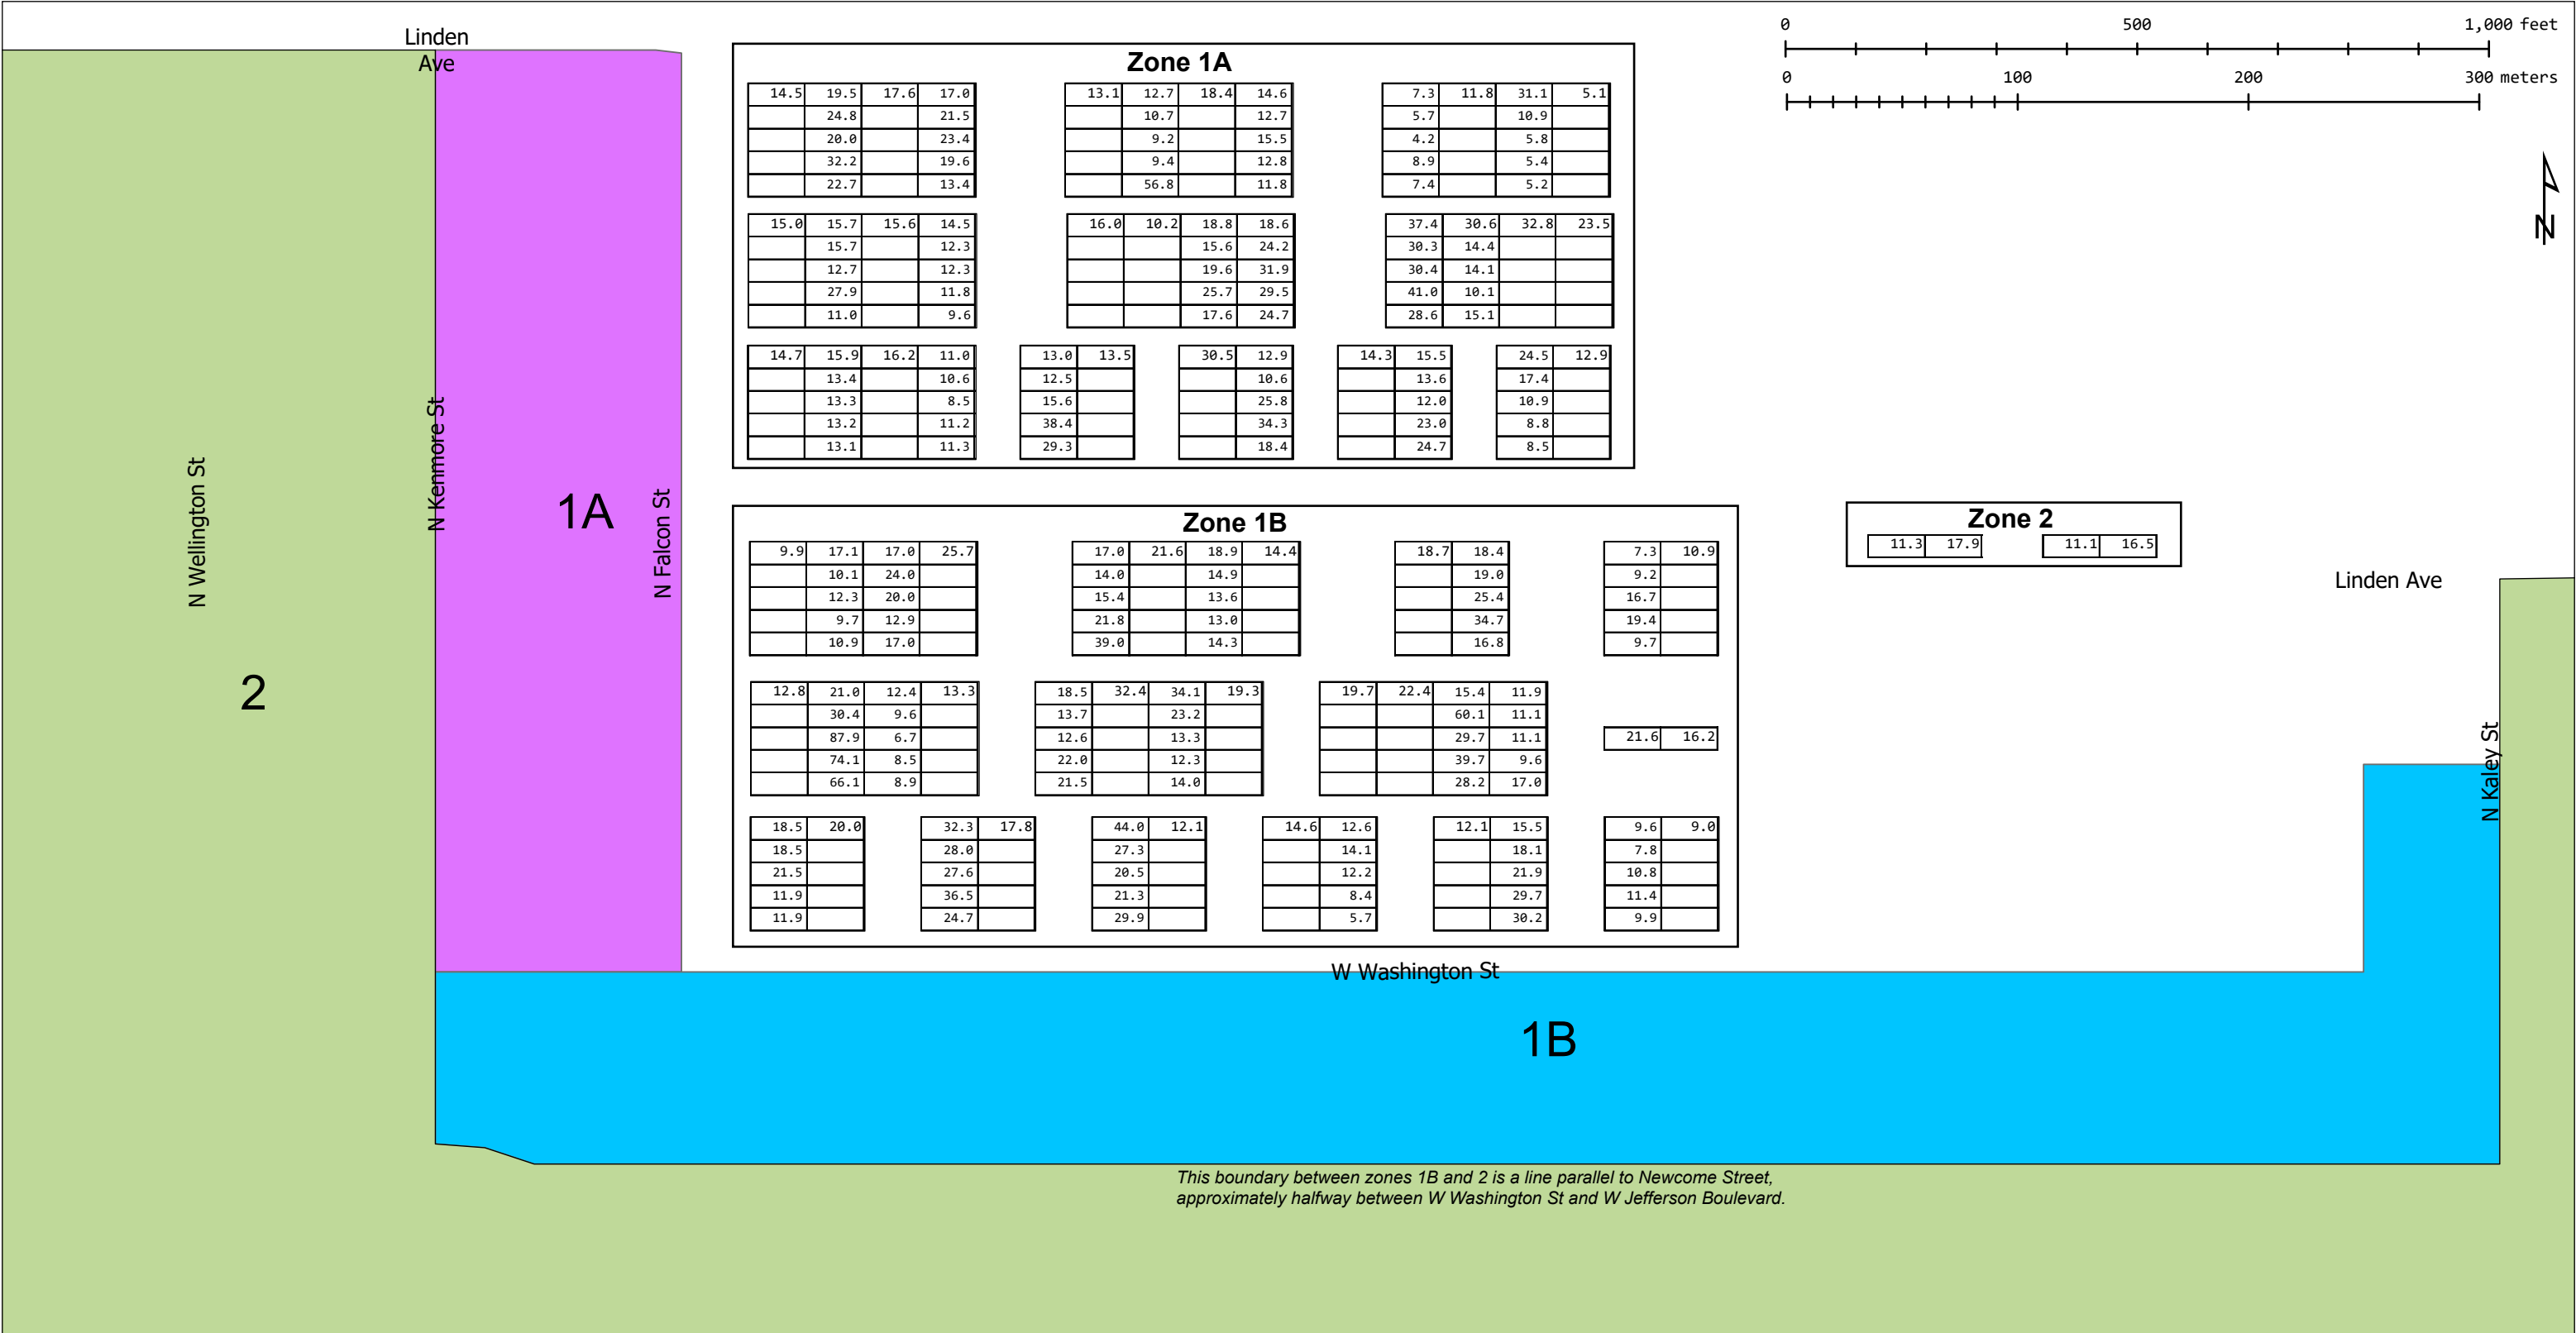 Linden
Ave
0 500 1,000 feet
0 100 200 300 meters
N
Zone 1A
14.5 19.5 17.6 17.0 13.1 12.7 18.4 14.6 7.3 11.8 31.1 5.1
24.8 21.5 10.7 12.7 5.7 10.9
20.0 23.4 9.2 15.5 4.2 5.8
32.2 19.6 9.4 12.8 8.9 5.4
22.7 13.4 56.8 11.8 7.4 5.2
15.0 15.7 15.6 14.5 16.0 10.2 18.8 18.6 37.4 30.6 32.8 23.5
15.7 12.3 15.6 24.2 30.3 14.4
12.7 12.3 19.6 31.9 30.4 14.1
27.9 11.8 25.7 29.5 41.0 10.1
11.0 9.6 17.6 24.7 28.6 15.1
14.7 15.9 16.2 11.0 13.0 13.5 30.5 12.9 14.3 15.5 24.5 12.9
13.4 10.6 12.5 10.6 13.6 17.4
13.3 8.5 15.6 25.8 12.0 10.9
13.2 11.2 38.4 34.3 23.0 8.8
13.1 11.3 29.3 18.4 24.7 8.5
N Wellington St
N Kenmore St
1A
N Falcon St
2
Zone 1B
9.9 17.1 17.0 25.7 17.0 21.6 18.9 14.4 18.7 18.4 7.3 10.9
10.1 24.0 14.0 14.9 19.0 9.2
12.3 20.0 15.4 13.6 25.4 16.7
9.7 12.9 21.8 13.0 34.7 19.4
10.9 17.0 39.0 14.3 16.8 9.7
12.8 21.0 12.4 13.3 18.5 32.4 34.1 19.3 19.7 22.4 15.4 11.9
30.4 9.6 13.7 23.2 60.1 11.1
87.9 6.7 12.6 13.3 29.7 11.1 21.6 16.2
74.1 8.5 22.0 12.3 39.7 9.6
66.1 8.9 21.5 14.0 28.2 17.0
18.5 20.0 32.3 17.8 44.0 12.1 14.6 12.6 12.1 15.5 9.6 9.0
18.5 28.0 27.3 14.1 18.1 7.8
21.5 27.6 20.5 12.2 21.9 10.8
11.9 36.5 21.3 8.4 29.7 11.4
11.9 24.7 29.9 5.7 30.2 9.9
Zone 2
11.3 17.9 11.1 16.5
Linden Ave
N Kaley St
W Washington St
1B
This boundary between zones 1B and 2 is a line parallel to Newcome Street,
approximately halfway between W Washington St and W Jefferson Boulevard.